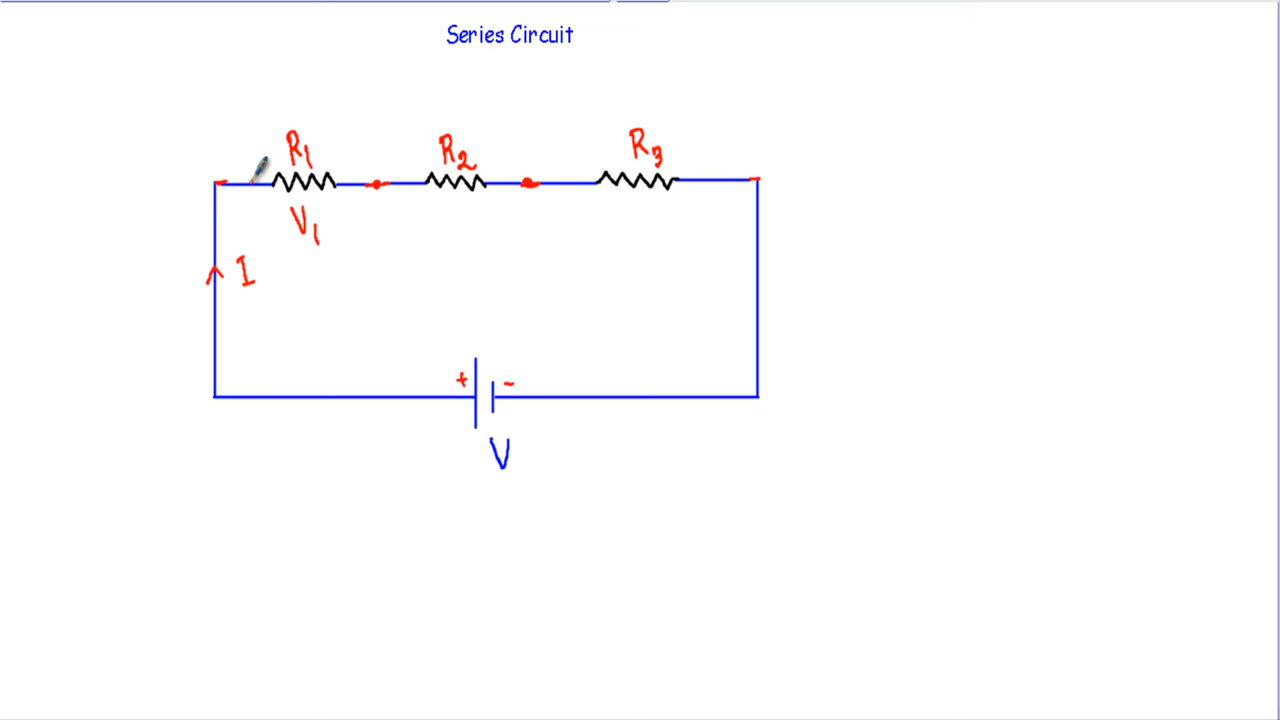 Series Circuit
R1
R2
R3
V1
I
+
-
V